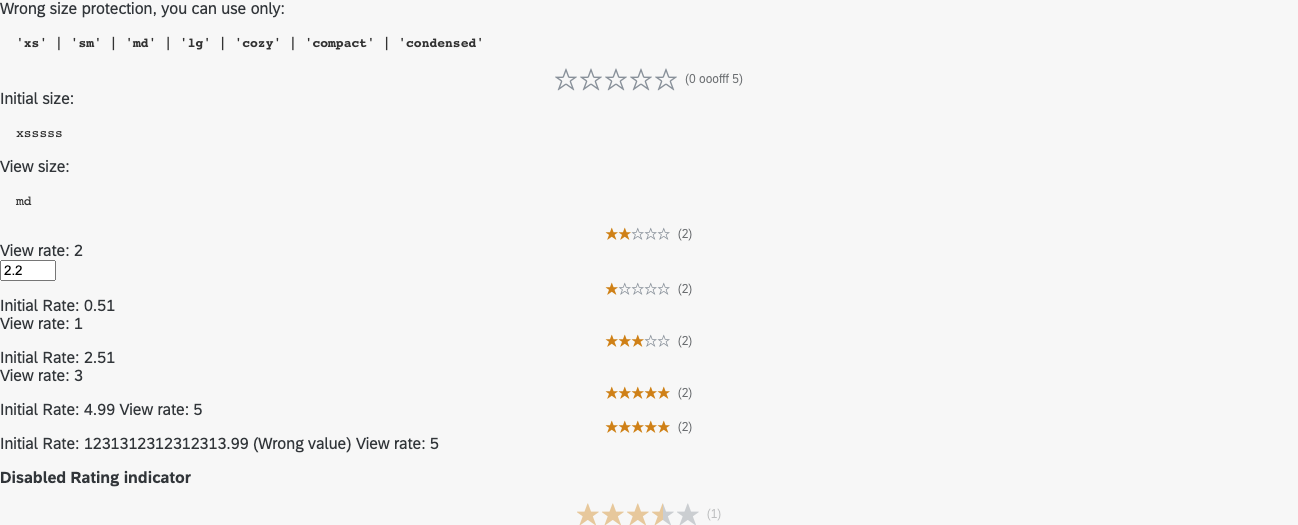 Wrong size protection, you can use only:
'xs' | 'sm' | 'md' | 'lg' | 'cozy' | 'compact' | 'condensed'
(0 ooofff 5)
Initial size:
xsssss
View size:
md
(2)
View rate: 2
2.2
(2)
Initial Rate: 0.51
View rate: 1
(2)
Initial Rate: 2.51
View rate: 3
(2)
Initial Rate: 4.99 View rate: 5
(2)
Initial Rate: 1231312312312313.99 (Wrong value) View rate: 5
Disabled Rating indicator
(1)